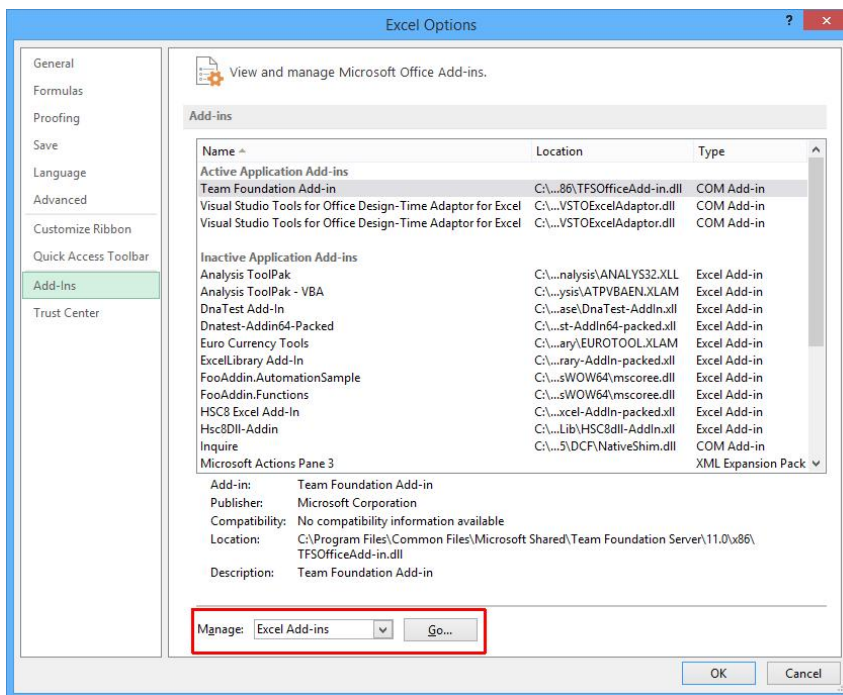 Excel Options
?
General
Formulas
Proofing
Save
Language
Advanced
Customize Ribbon
Quick Access Toolbar
Add-Ins
Trust Center
View and manage Microsoft Office Add-ins.
Add-ins
Name Location Type
Active Application Add-ins
Team Foundation Add-in C:\...86\TFSOfficeAdd-in.dll COM Add-in
Visual Studio Tools for Office Design-Time Adaptor for Excel C:\...VSTOExcelAdaptor.dll COM Add-in
Visual Studio Tools for Office Design-Time Adaptor for Excel C:\...VSTOExcelAdaptor.dll COM Add-in
Inactive Application Add-ins
Analysis ToolPak C:\...nalysis\ANALYS32.XLL Excel Add-in
Analysis ToolPak - VBA C:\...ysis\ATPVBAEN.XLAM Excel Add-in
DnaTest Add-In C:\...ase\DnaTest-AddIn.xll Excel Add-in
Dnatest-Addin64-Packed C:\...st-AddIn64-packed.xll Excel Add-in
Euro Currency Tools C:\...ary\EUROTOOL.XLAM Excel Add-in
ExcelLibrary Add-In C:\...rary-AddIn-packed.xll Excel Add-in
FooAddin.AutomationSample C:\...sWOW64\mscoree.dll Excel Add-in
FooAddin.Functions C:\...sWOW64\mscoree.dll Excel Add-in
HSC8 Excel Add-In C:\...xcel-AddIn-packed.xll Excel Add-in
Hsc8Dll-Addin C:\...Lib\HSC8dll-AddIn.xll Excel Add-in
Inquire C:\...5\DCF\NativeShim.dll COM Add-in
Microsoft Actions Pane 3 XML Expansion Pack
Add-in: Team Foundation Add-in
Publisher: Microsoft Corporation
Compatibility: No compatibility information available
Location: C:\Program Files\Common Files\Microsoft Shared\Team Foundation Server\11.0\x86\
TFSOfficeAdd-in.dll
Description: Team Foundation Add-in
Manage: Excel Add-ins Go...
OK Cancel